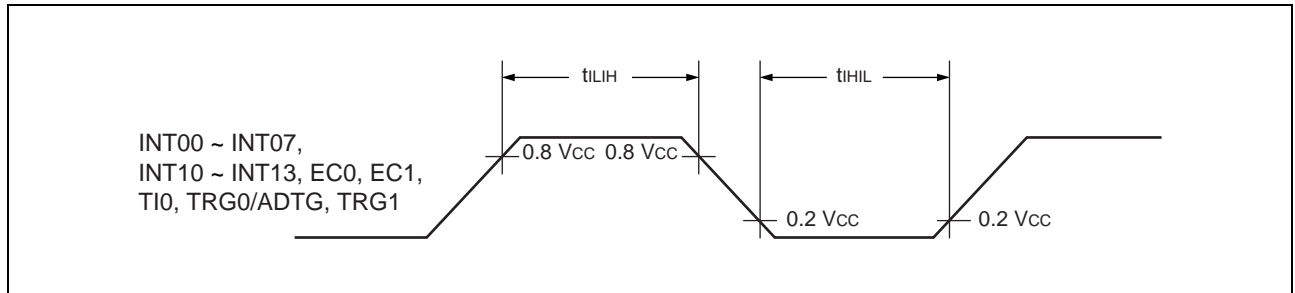 tILIH
tIHIL
INT00 ~ INT07,
INT10 ~ INT13, EC0, EC1,
TI0, TRG0/ADTG, TRG1
0.8 VCC 0.8 VCC
0.2 VCC
0.2 VCC